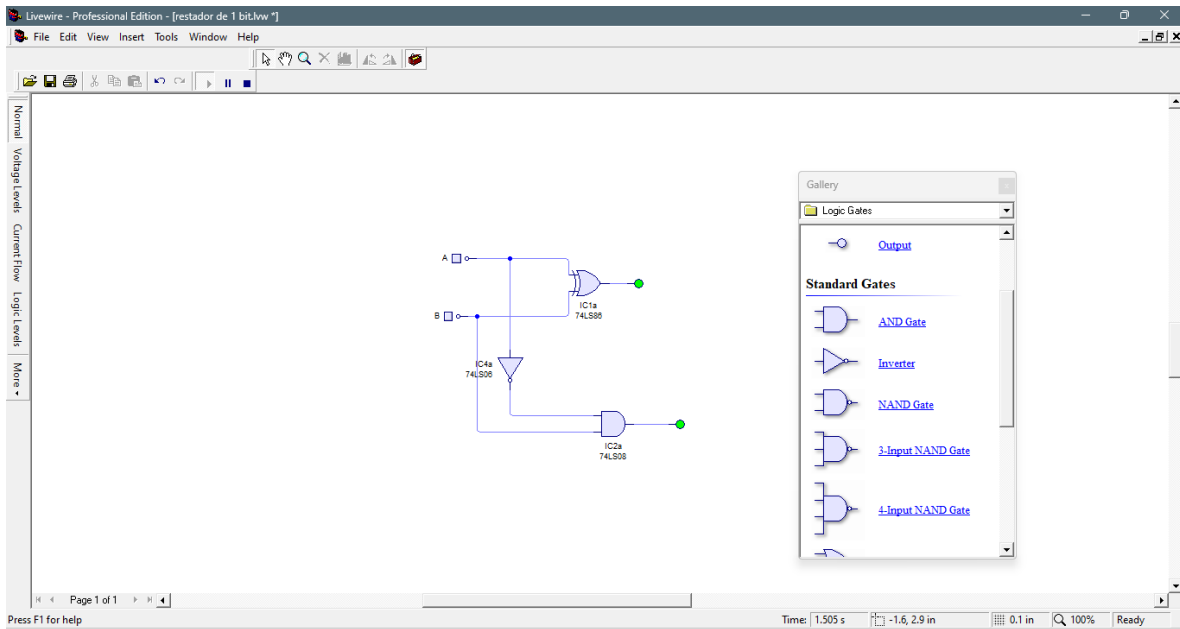 Livewire - Professional Edition - [restador de 1 bit.lvw *]
File Edit View Insert Tools Window Help
Normal
Voltage Levels
Current Flow
Logic Levels
More
A
B
IC1a
74LS86
IC4a
74LS06
IC2a
74LS08
Gallery
Logic Gates
Output
Standard Gates
AND Gate
Inverter
NAND Gate
3-Input NAND Gate
4-Input NAND Gate
Page 1 of 1
Press F1 for help
Time: 1.505 s
-1.6, 2.9 in
0.1 in
100%
Ready